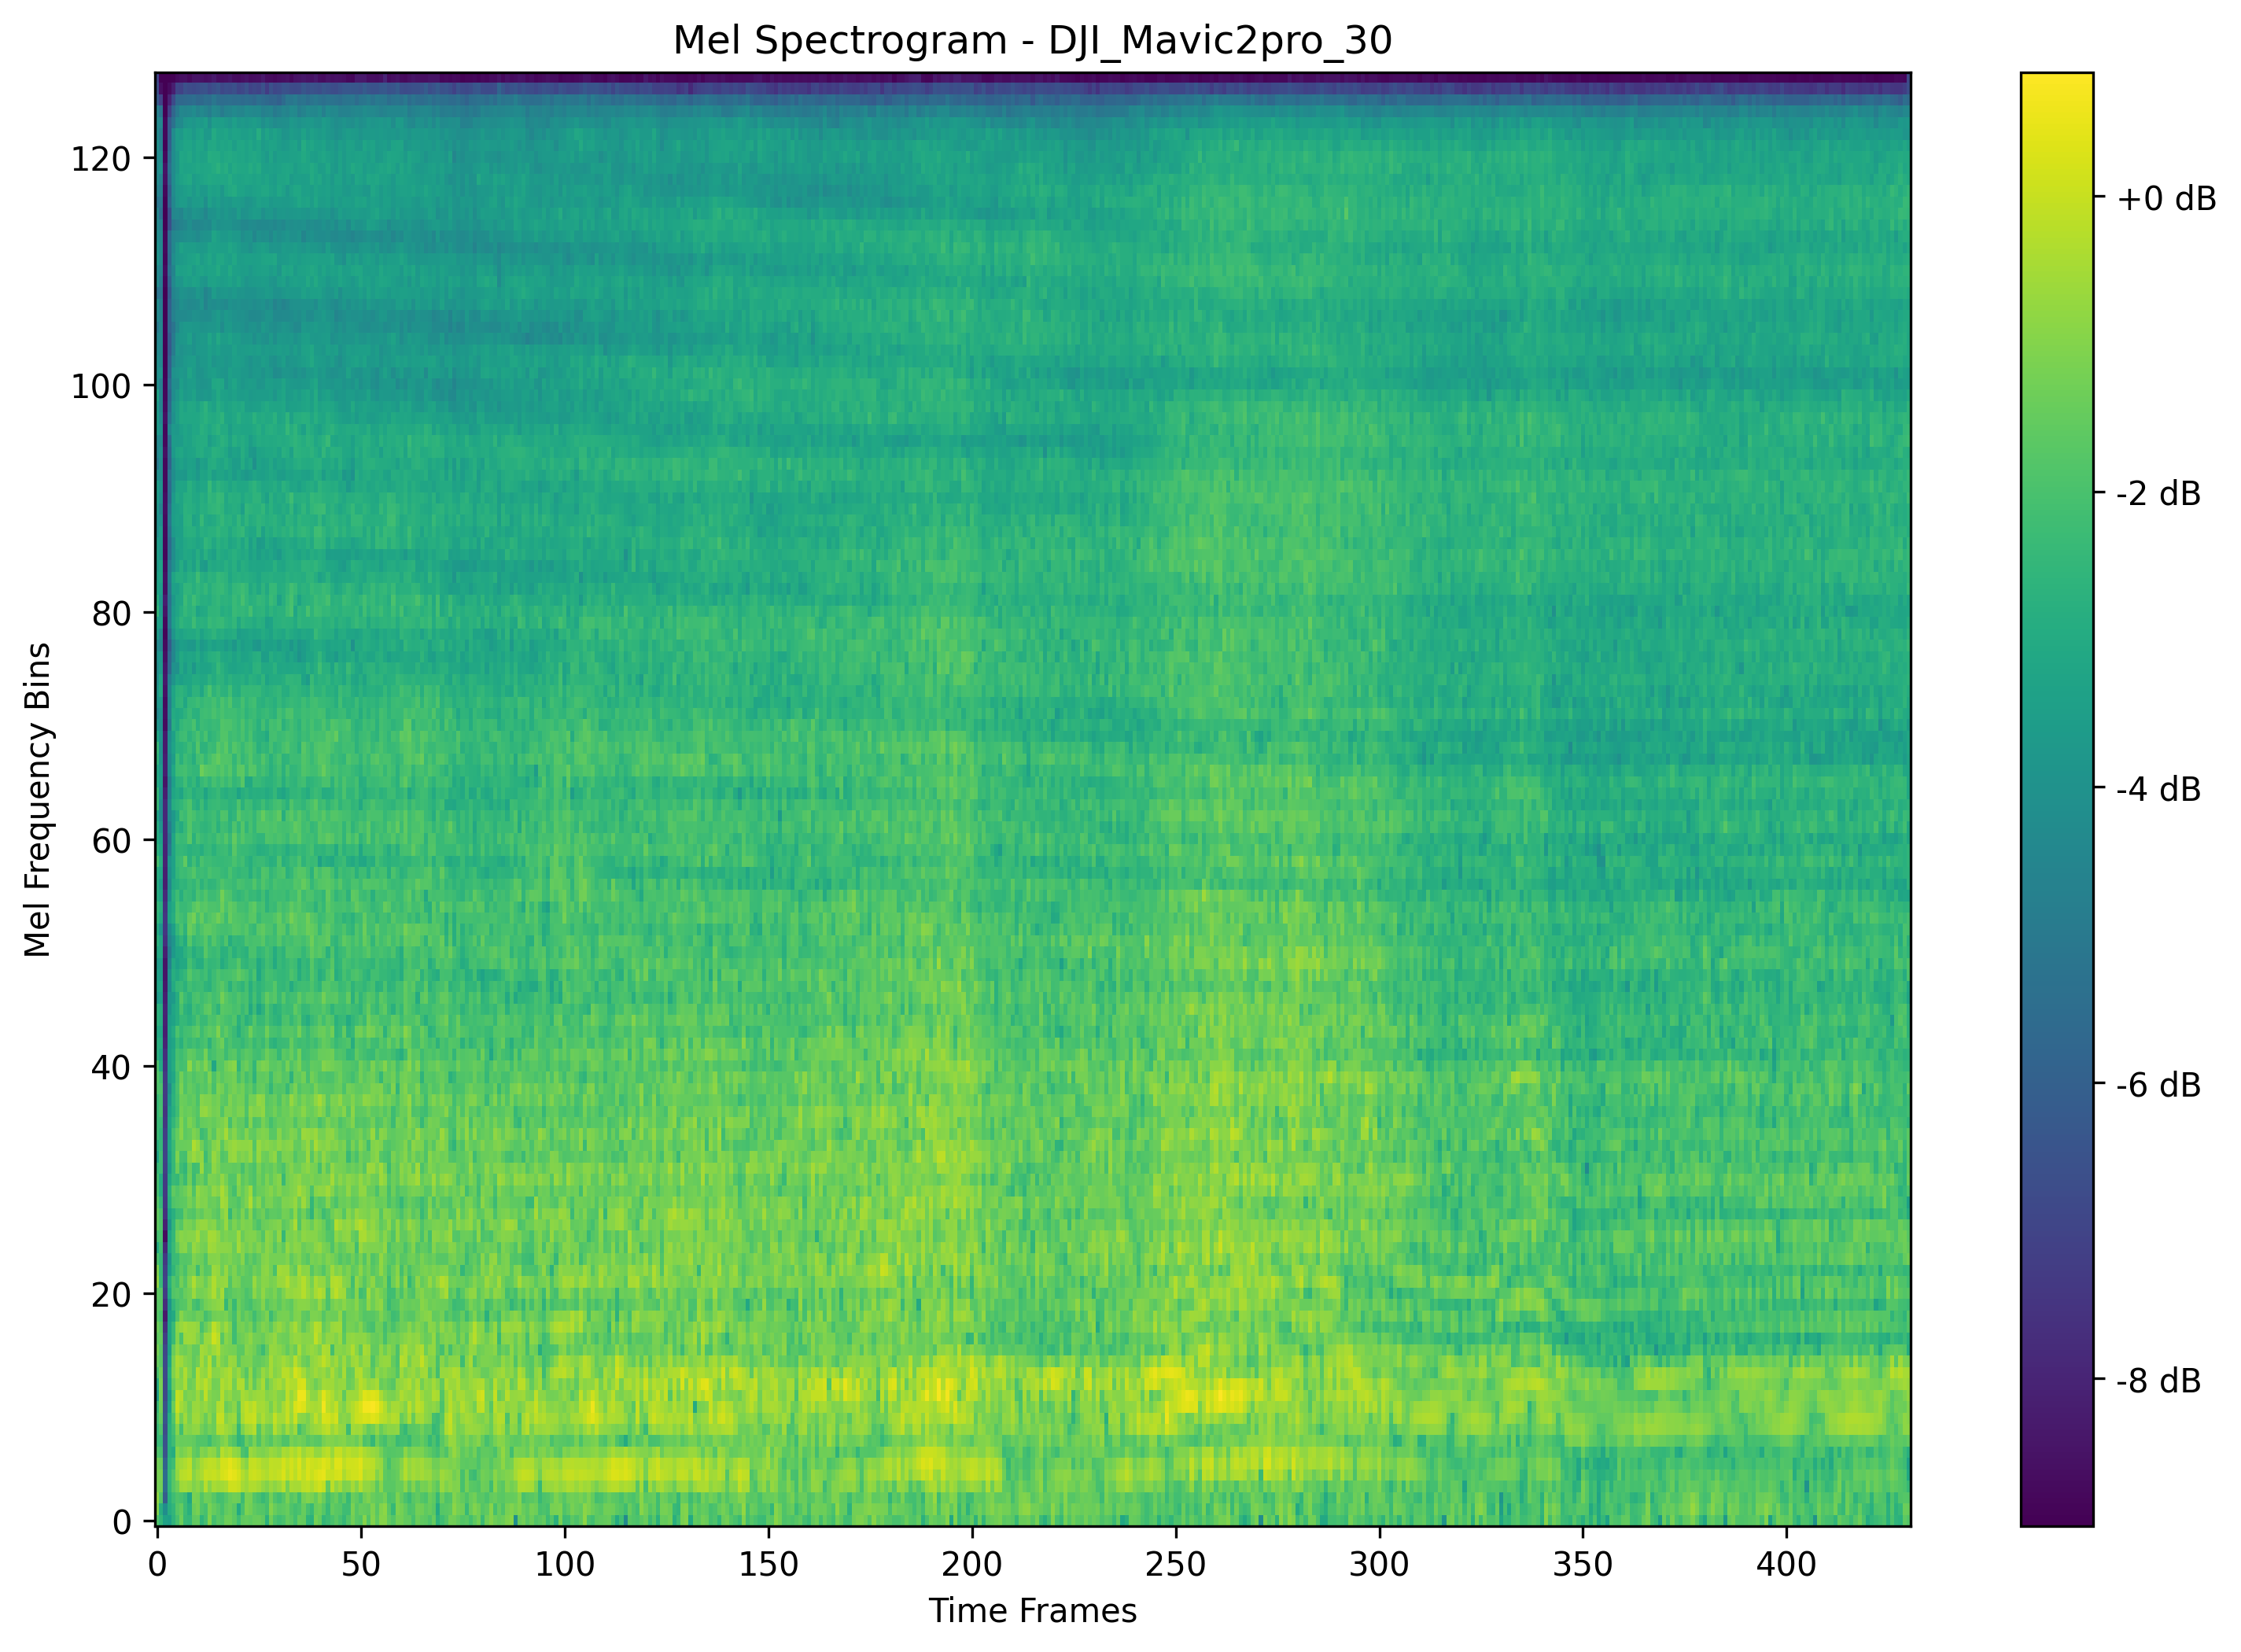 Mel Spectrogram - DJI_Mavic2pro_30
Mel Frequency Bins
120
100
80
60
40
20
0
0 50 100 150 200 250 300 350 400
Time Frames
+0 dB
-2 dB
-4 dB
-6 dB
-8 dB